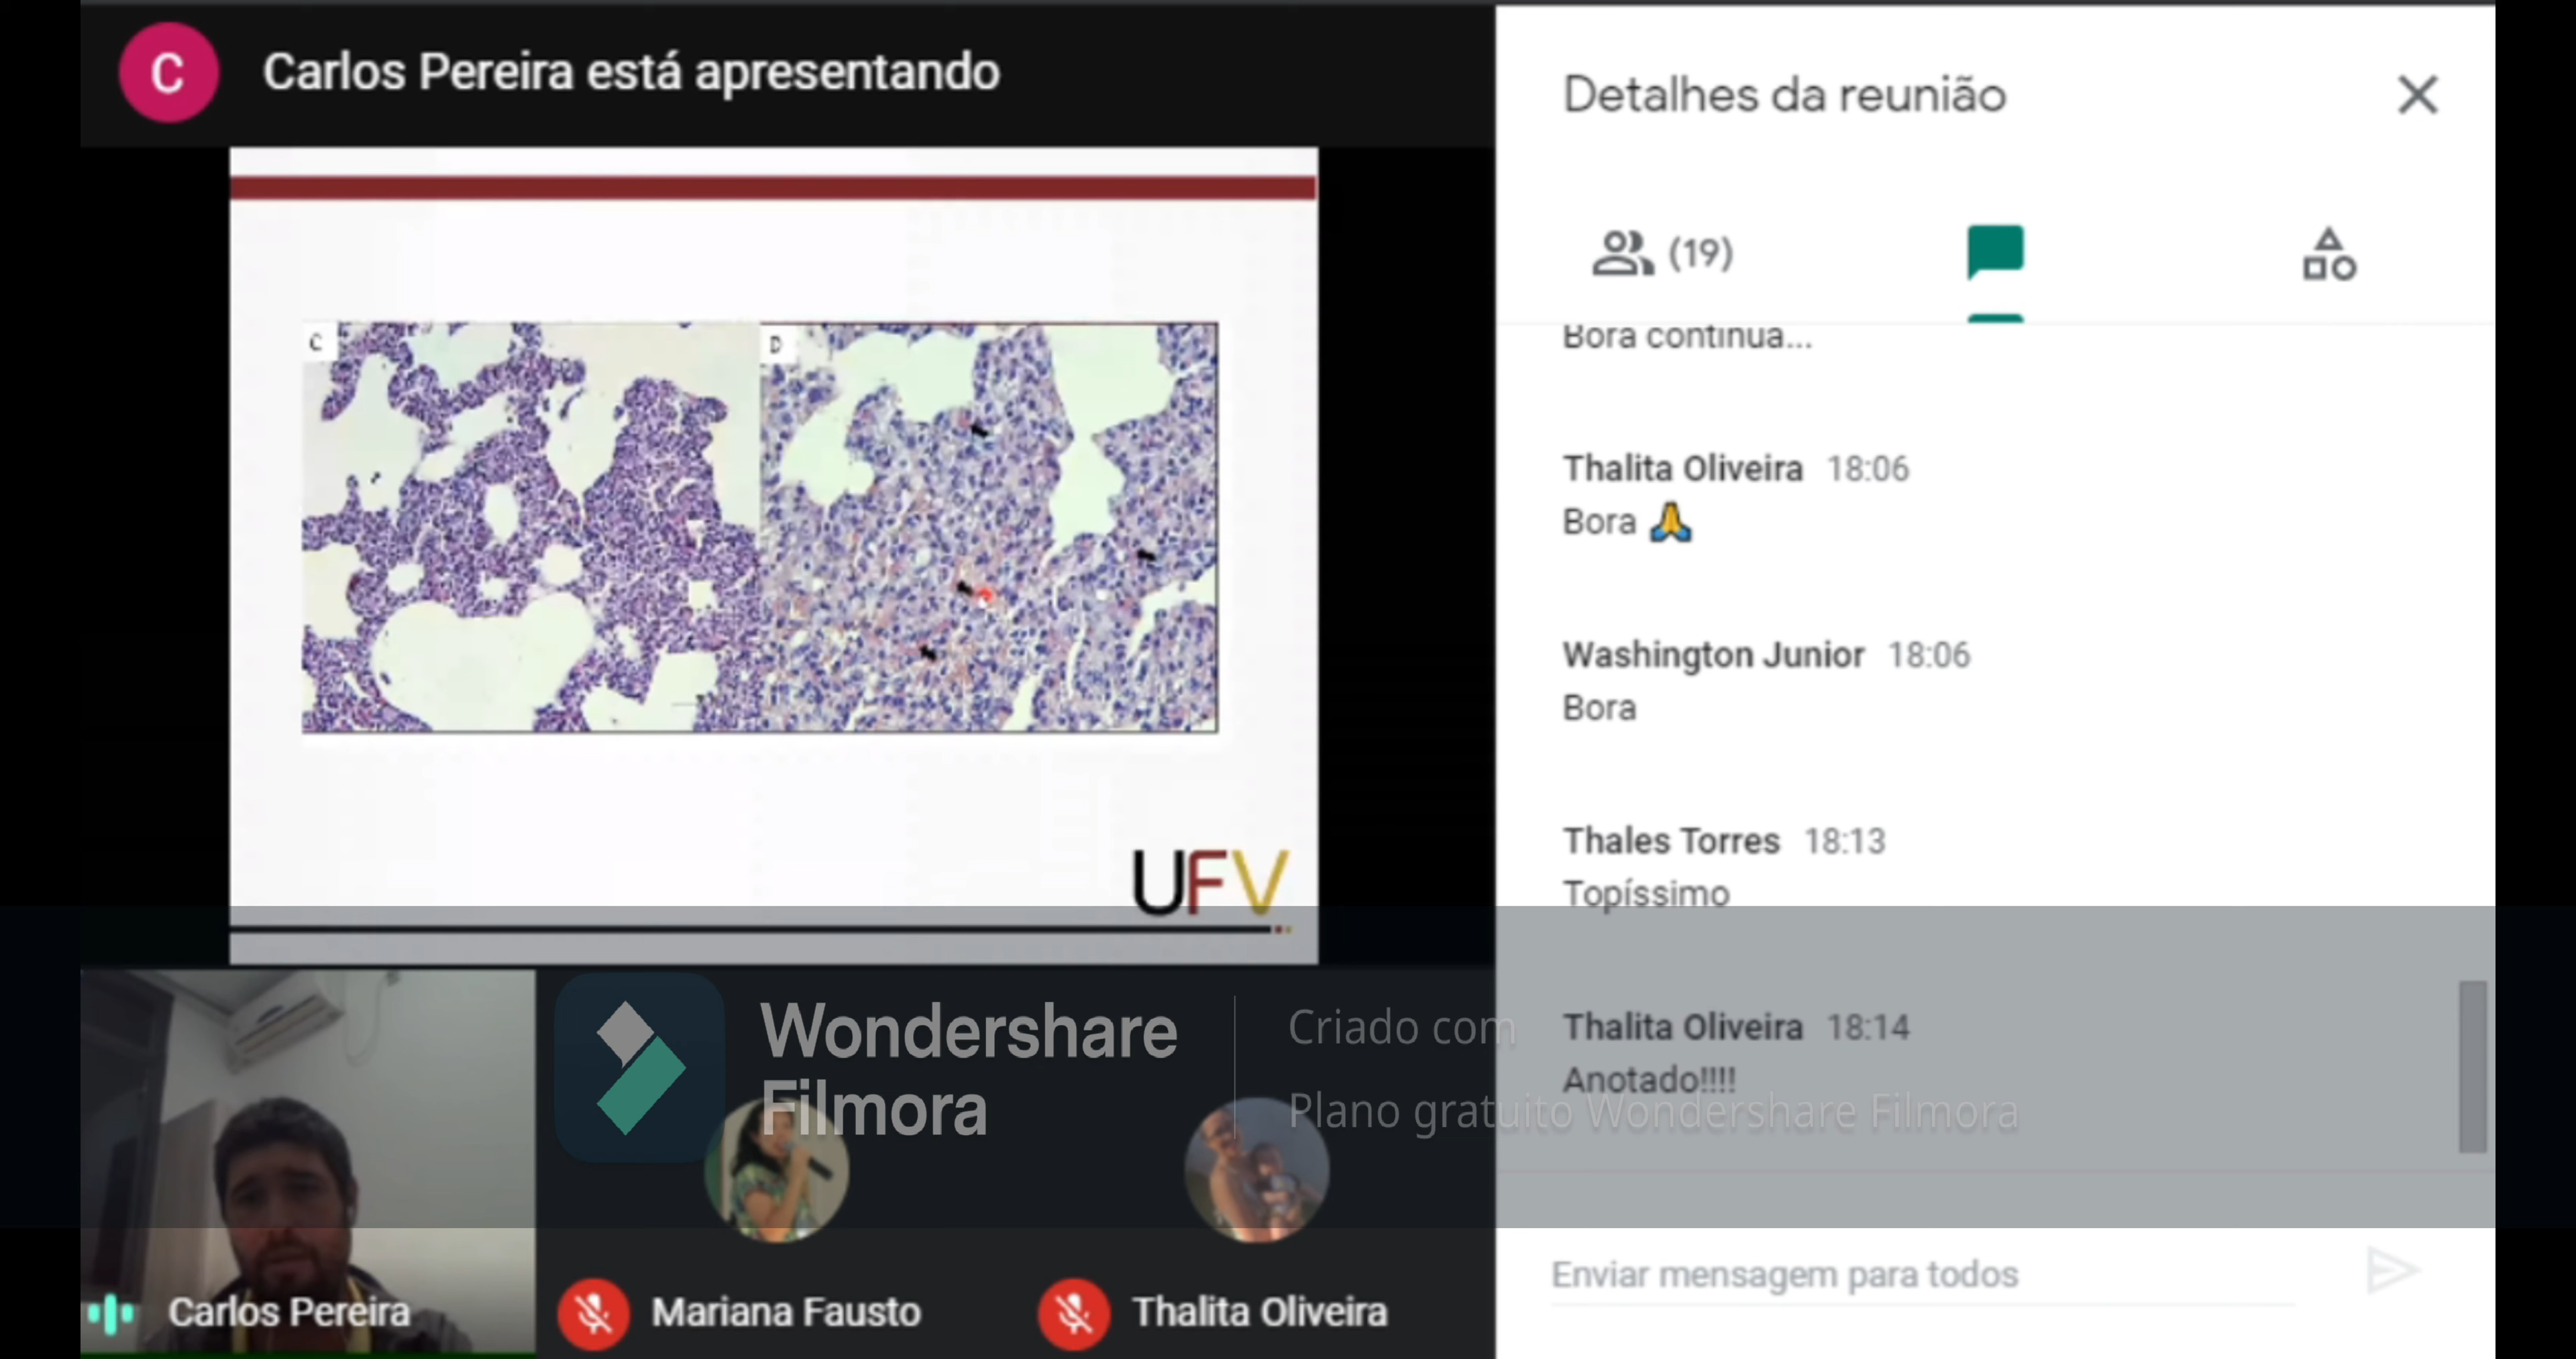 C Carlos Pereira está apresentando
C
D
UFV
Carlos Pereira
Mariana Fausto
Thalita Oliveira
Detalhes da reunião
(19)
Bora continua...
Thalita Oliveira 18:06
Bora 🙏
Washington Junior 18:06
Bora
Thales Torres 18:13
Topíssimo
Thalita Oliveira 18:14
Anotado!!!!
Enviar mensagem para todos
Wondershare
Filmora
Criado com
Plano gratuito Wondershare Filmora